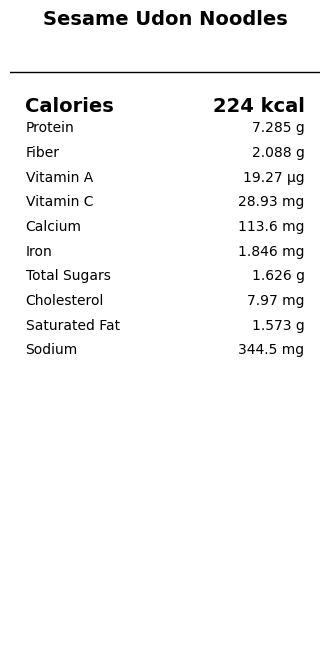 Sesame Udon Noodles
Calories 224 kcal
Protein 7.285 g
Fiber 2.088 g
Vitamin A 19.27 µg
Vitamin C 28.93 mg
Calcium 113.6 mg
Iron 1.846 mg
Total Sugars 1.626 g
Cholesterol 7.97 mg
Saturated Fat 1.573 g
Sodium 344.5 mg